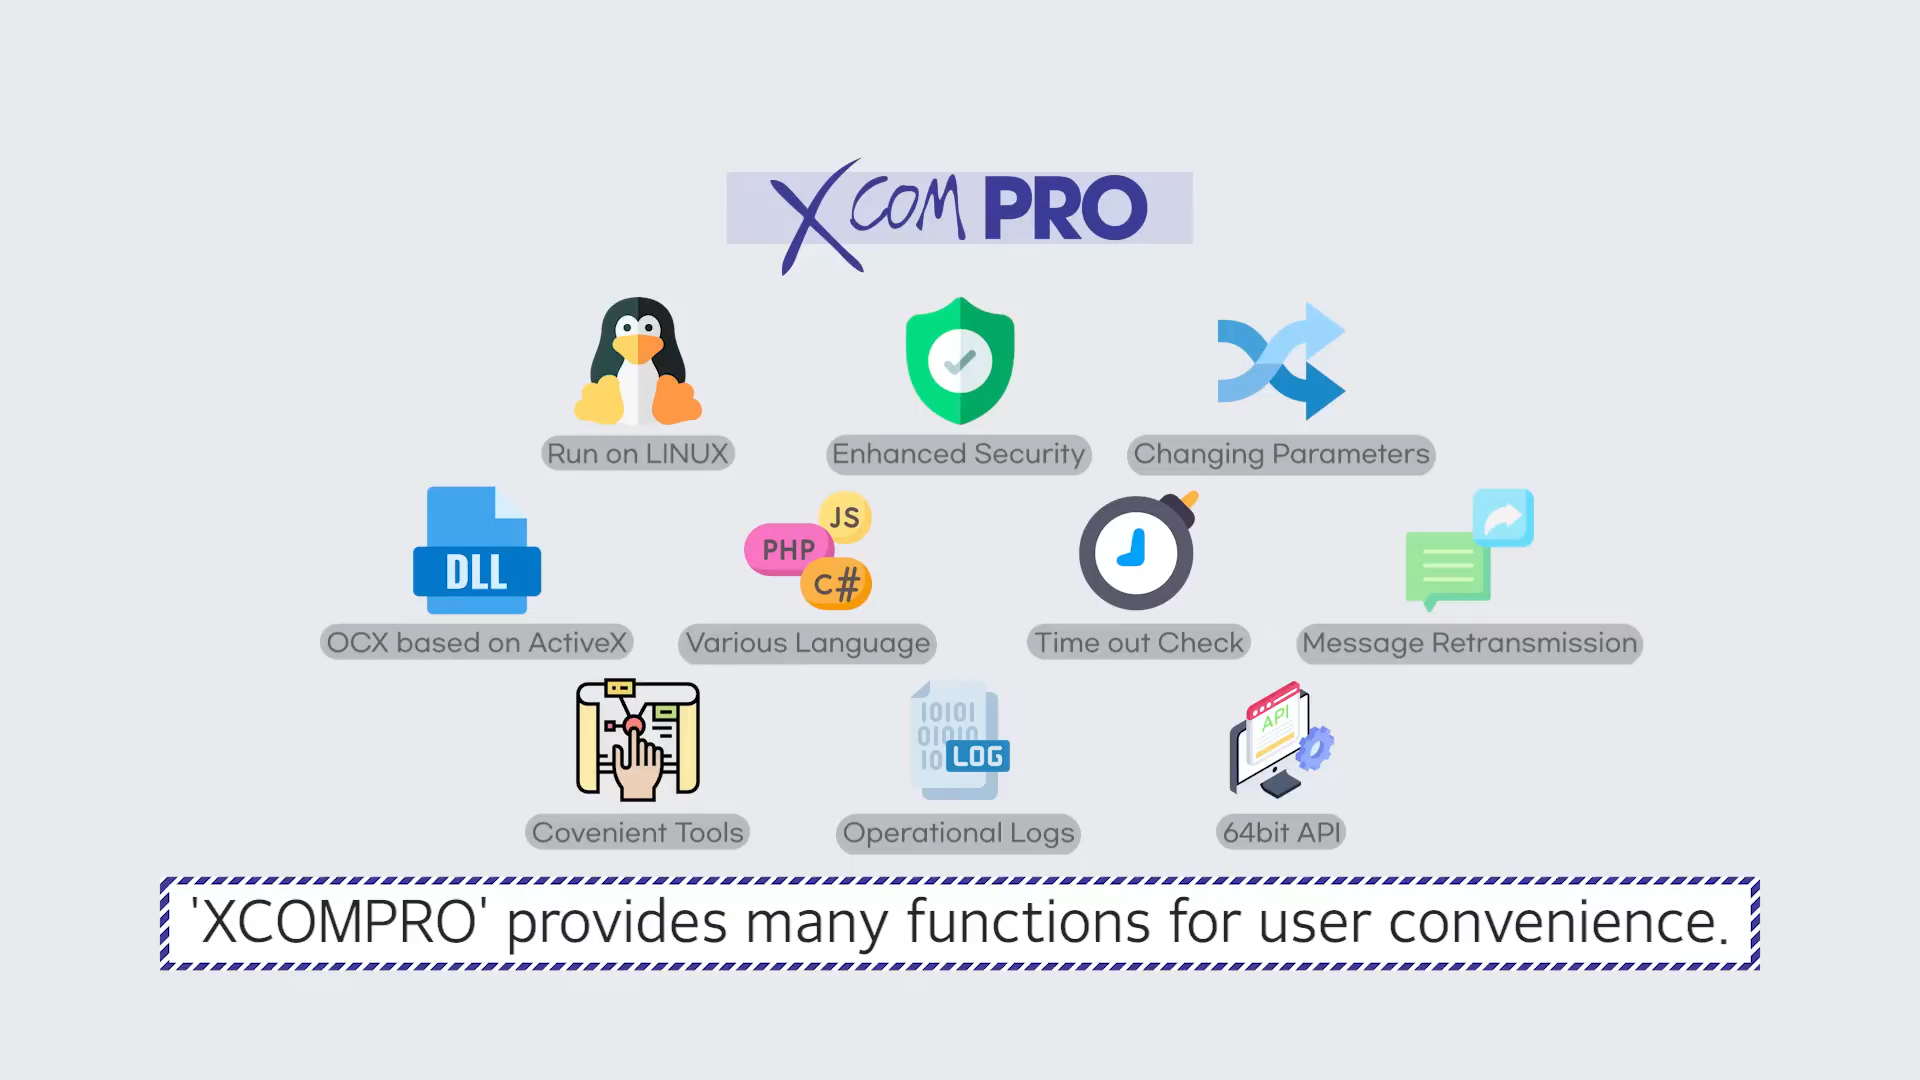 XCOM PRO
Run on LINUX
Enhanced Security
Changing Parameters
DLL
JS
PHP
C#
OCX based on ActiveX
Various Language
Time out Check
Message Retransmission
10101
01010
10
LOG
API
Covenient Tools
Operational Logs
64bit API
'XCOMPRO' provides many functions for user convenience.